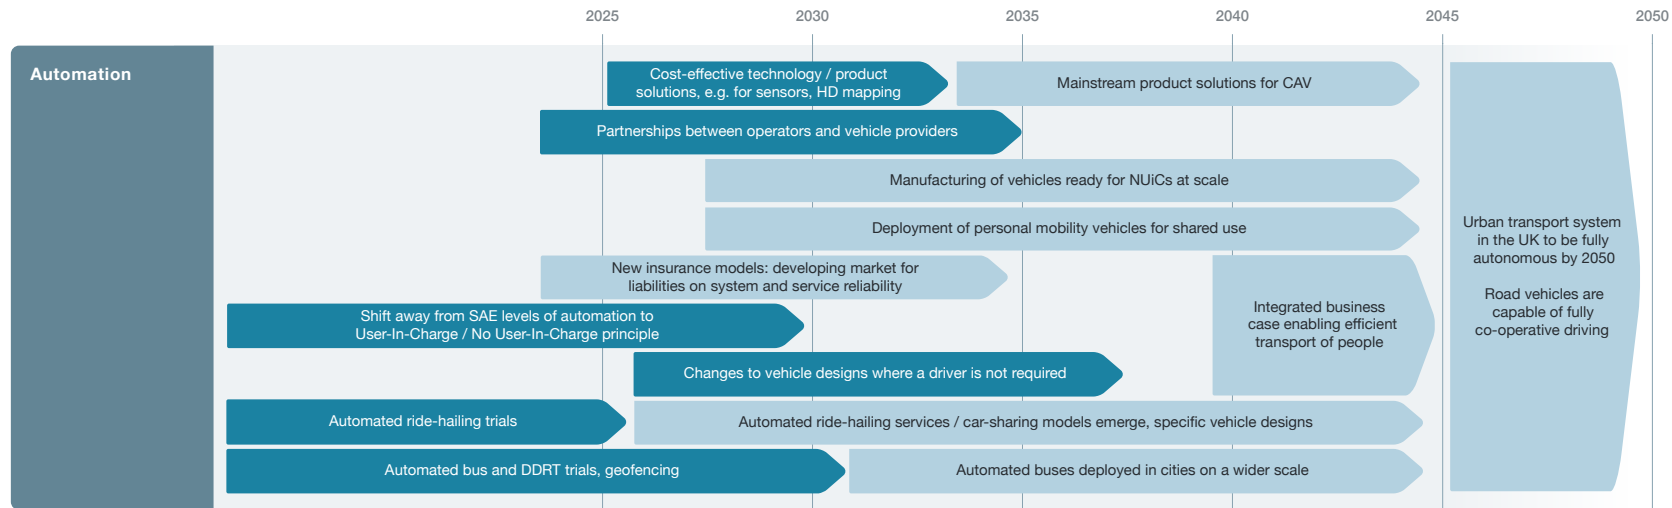 2025 2030 2035 2040 2045 2050
Automation
Cost-effective technology / product
solutions, e.g. for sensors, HD mapping
Mainstream product solutions for CAV
Partnerships between operators and vehicle providers
Manufacturing of vehicles ready for NUiCs at scale
Deployment of personal mobility vehicles for shared use
New insurance models: developing market for
liabilities on system and service reliability
Shift away from SAE levels of automation to
User-In-Charge / No User-In-Charge principle
Integrated business
case enabling efficient
transport of people
Changes to vehicle designs where a driver is not required
Automated ride-hailing trials
Automated ride-hailing services / car-sharing models emerge, specific vehicle designs
Automated bus and DDRT trials, geofencing
Automated buses deployed in cities on a wider scale
Urban transport system
in the UK to be fully
autonomous by 2050
Road vehicles are
capable of fully
co-operative driving